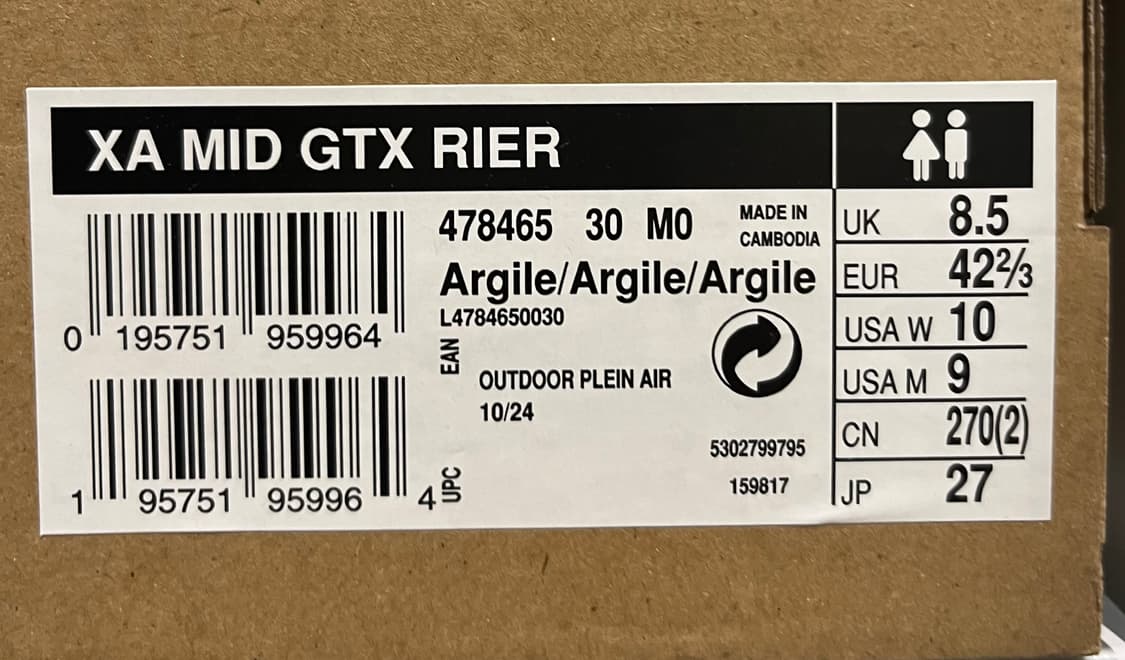 XA MID GTX RIER
0 195751 959964
1 95751 95996 4
478465 30 M0
MADE IN
CAMBODIA
Argile/Argile/Argile
L4784650030
EAN
OUTDOOR PLEIN AIR
10/24
UPC
5302799795
159817
UK 8.5
EUR 42⅔
USA W 10
USA M 9
CN 270(2)
JP 27